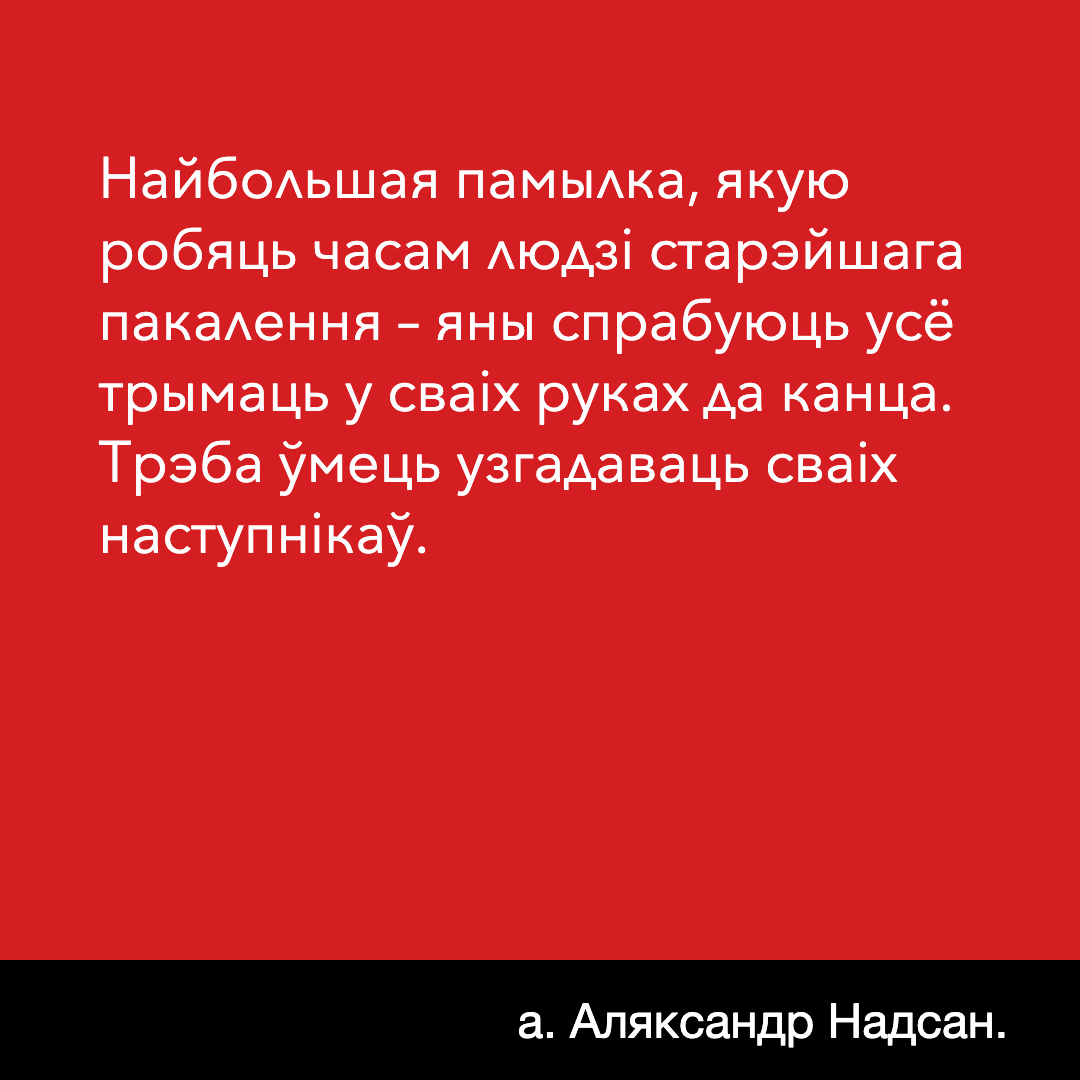 Найбольшая памылка, якую
робяць часам людзі старэйшага
пакалення – яны спрабуюць усё
трымаць у сваіх руках да канца.
Трэба ўмець узгадаваць сваіх
наступнікаў.
а. Аляксандр Надсан.